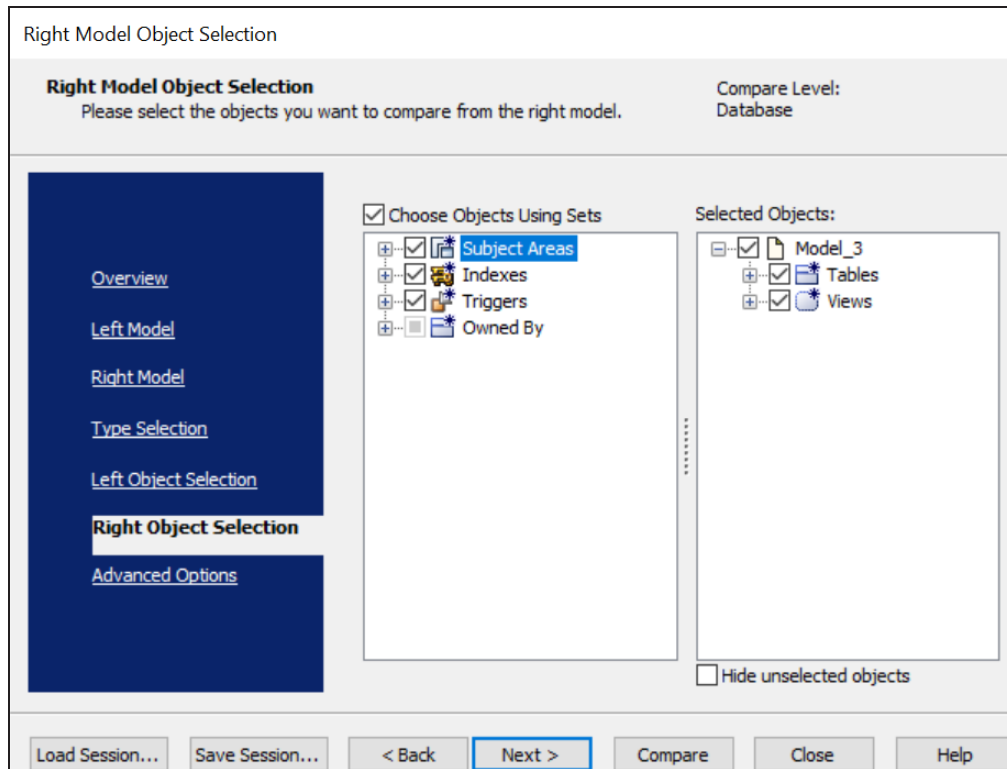 Right Model Object Selection
Right Model Object Selection
Please select the objects you want to compare from the right model.
Compare Level:
Database
Overview
Left Model
Right Model
Type Selection
Left Object Selection
Right Object Selection
Advanced Options
Choose Objects Using Sets
Subject Areas
Indexes
Triggers
Owned By
Selected Objects:
Model_3
Tables
Views
Hide unselected objects
Load Session...
Save Session...
< Back
Next >
Compare
Close
Help